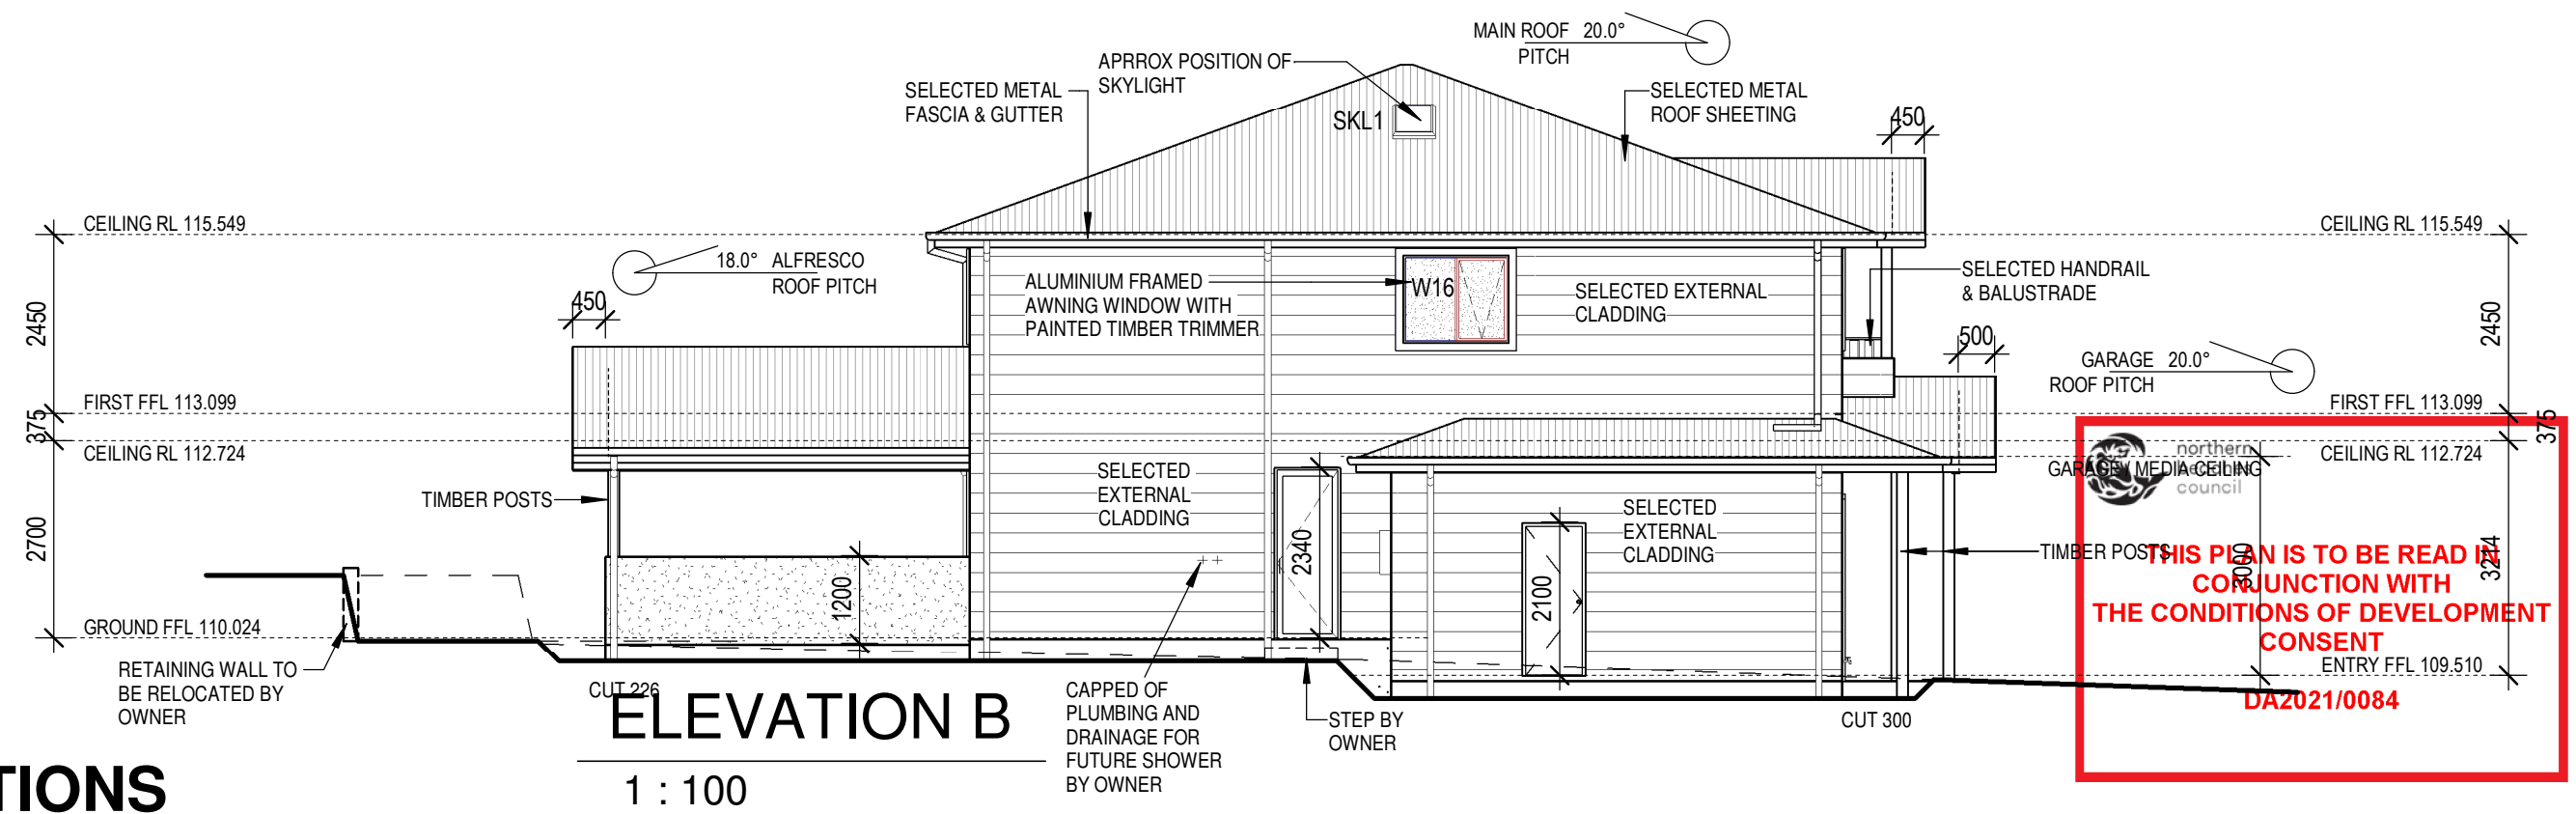 MAIN ROOF 20.0°
PITCH
APRROX POSITION OF
SKYLIGHT
SELECTED METAL
FASCIA & GUTTER
SKL1
SELECTED METAL
ROOF SHEETING
450
CEILING RL 115.549
CEILING RL 115.549
18.0° ALFRESCO
ROOF PITCH
450
ALUMINIUM FRAMED
AWNING WINDOW WITH
PAINTED TIMBER TRIMMER
W16
SELECTED EXTERNAL
CLADDING
SELECTED HANDRAIL
& BALUSTRADE
500
GARAGE 20.0°
ROOF PITCH
2450
2450
FIRST FFL 113.099
FIRST FFL 113.099
375
375
CEILING RL 112.724
CEILING RL 112.724
northern
beaches
council
GARAGE/ MEDIA CEILING
TIMBER POSTS
SELECTED
EXTERNAL
CLADDING
2340
2100
SELECTED
EXTERNAL
CLADDING
TIMBER POSTS
2700
1200
3000
3214
THIS PLAN IS TO BE READ IN
CONJUNCTION WITH
THE CONDITIONS OF DEVELOPMENT
CONSENT
DA2021/0084
GROUND FFL 110.024
ENTRY FFL 109.510
RETAINING WALL TO
BE RELOCATED BY
OWNER
CUT 226
CAPPED OF
PLUMBING AND
DRAINAGE FOR
FUTURE SHOWER
BY OWNER
STEP BY
OWNER
CUT 300
ELEVATION B
1 : 100
TIONS